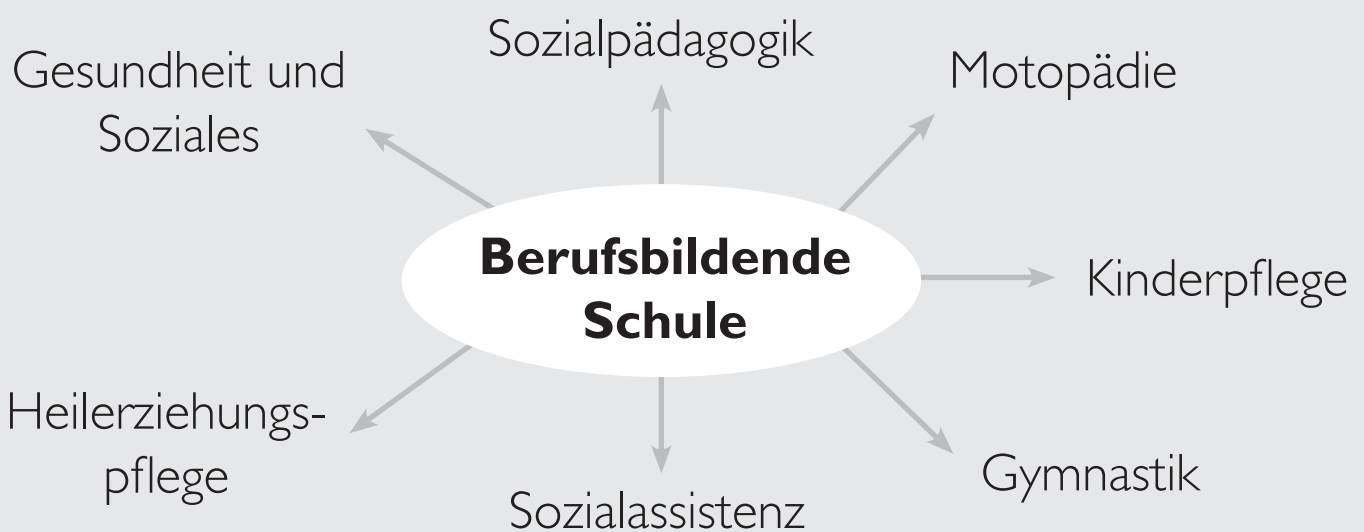 Sozialpädagogik
Gesundheit und
Soziales
Motopädie
Berufsbildende
Schule
Kinderpflege
Heilerziehungs-
pflege
Gymnastik
Sozialassistenz